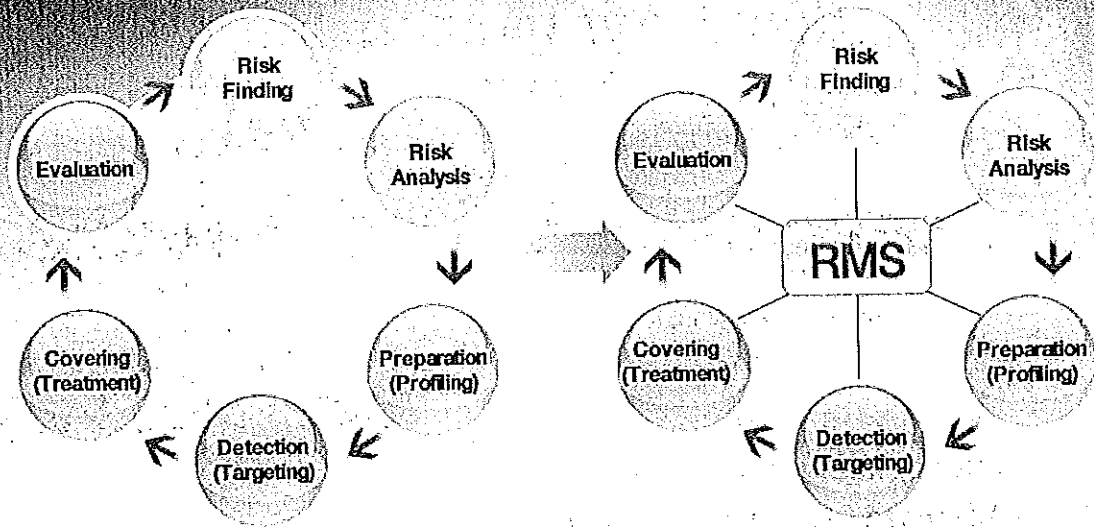 Risk
Finding
Evaluation
Risk
Analysis
Covering
(Treatment)
Preparation
(Profiling)
Detection
(Targeting)
Risk
Finding
Evaluation
Risk
Analysis
RMS
Covering
(Treatment)
Preparation
(Profiling)
Detection
(Targeting)